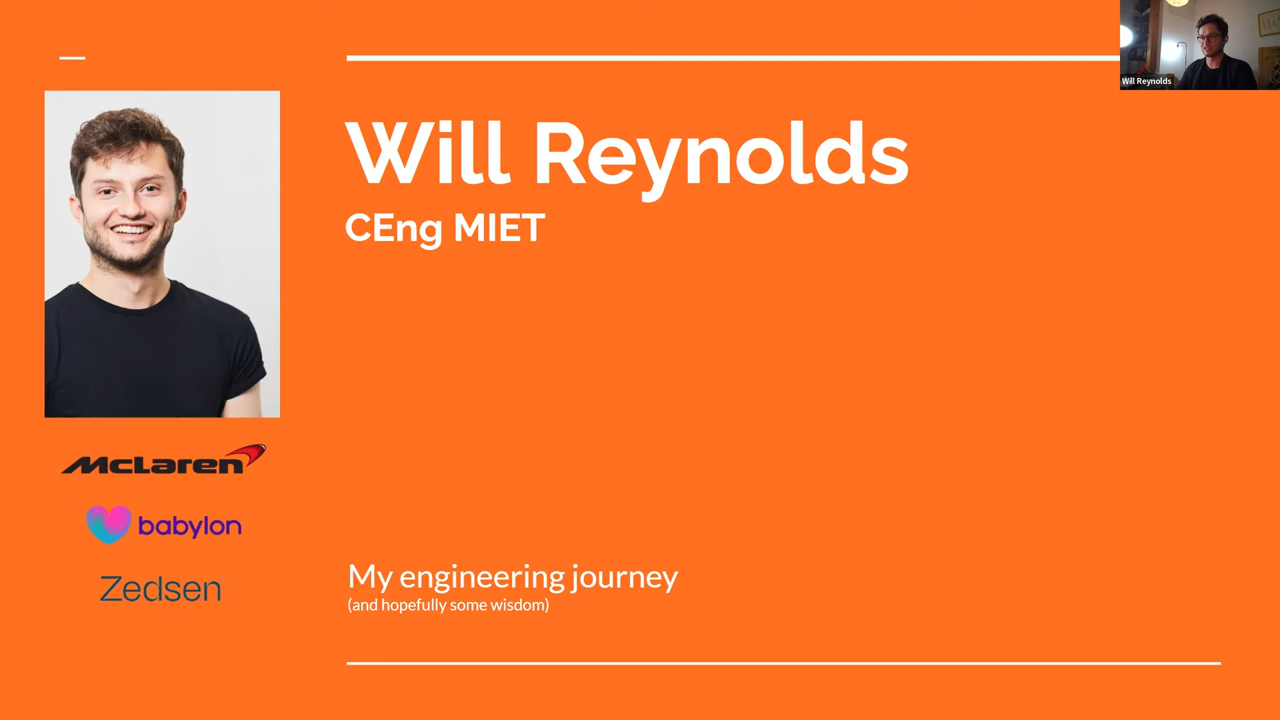 Will Reynolds
Will Reynolds
CEng MIET
McLaren
babylon
Zedsen
My engineering journey
(and hopefully some wisdom)